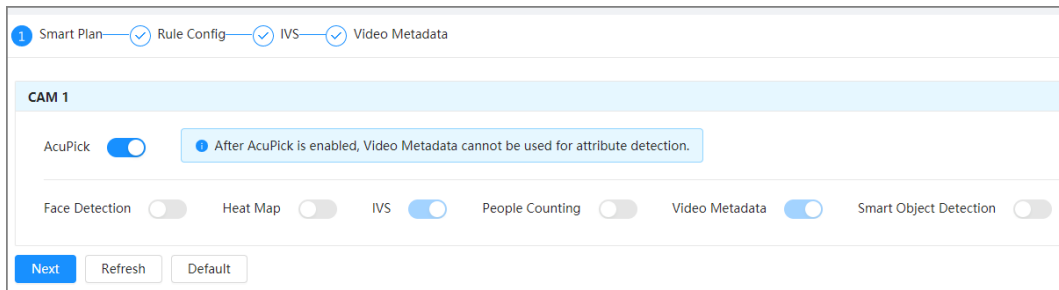 1 Smart Plan Rule Config IVS Video Metadata
CAM 1
AcuPick After AcuPick is enabled, Video Metadata cannot be used for attribute detection.
Face Detection Heat Map IVS People Counting Video Metadata Smart Object Detection
Next Refresh Default